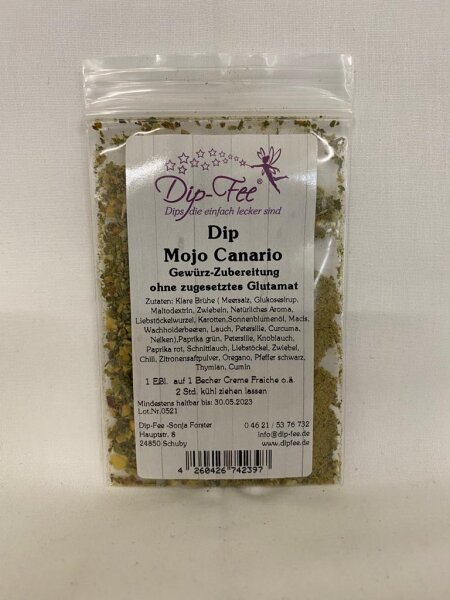 Dip-Fee®
Dips, die einfach lecker sind
Dip
Mojo Canario
Gewürz-Zubereitung
ohne zugesetztes Glutamat
Zutaten: Klare Brühe ( Meersalz, Glukosesirup,
Maltodextrin, Zwiebeln, Natürliches Aroma,
Liebstöckelwurzel, Karotten,Sonnenblumenöl, Macis,
Wachholderbeeren, Lauch, Petersilie, Curcuma,
Nelken),Paprika grün, Petersilie, Knoblauch,
Paprika rot, Schnittlauch, Liebstöckel, Zwiebel,
Chili, Zitronensaftpulver, Oregano, Pfeffer schwarz,
Thymian, Cumin
1 EßL. auf 1 Becher Creme Fraiche o.ä.
2 Std. kühl ziehen lassen
Mindestens haltbar bis: 30.05.2023
Lot.Nr.0521
Dip-Fee -Sonja Förster 0 46 21 / 53 76 732
Hauptstr. 8 info@dip-fee.de
24850 Schuby www.dipfee.de
4 260426 742397